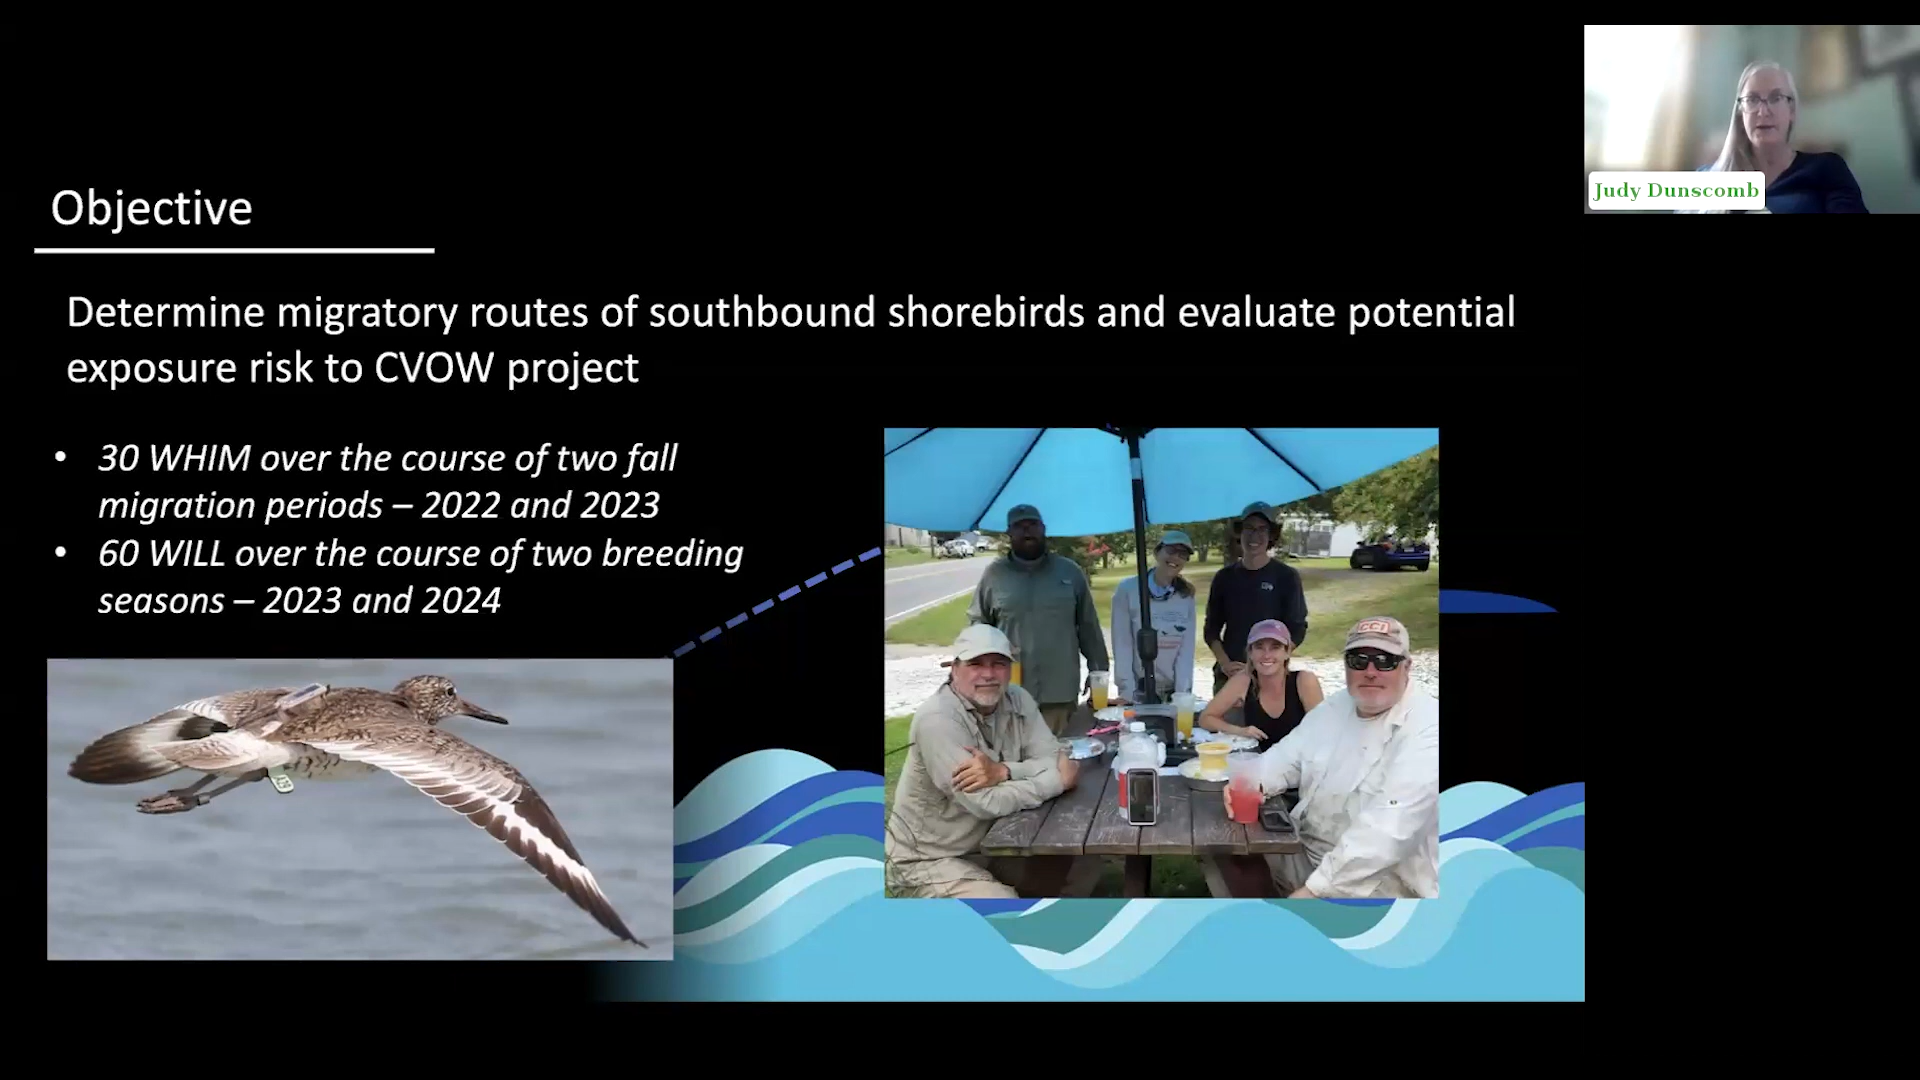 Judy Dunscomb
Objective
Determine migratory routes of southbound shorebirds and evaluate potential
exposure risk to CVOW project
• 30 WHIM over the course of two fall
migration periods – 2022 and 2023
• 60 WILL over the course of two breeding
seasons – 2023 and 2024
CCI